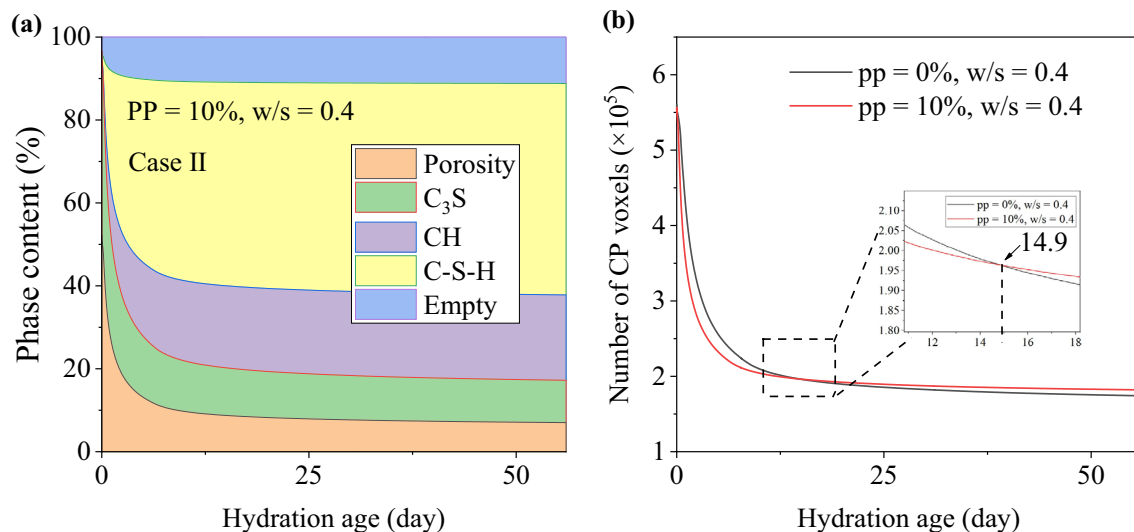 (a)
100
80
60
40
20
0
Phase content (%)
PP = 10%, w/s = 0.4
Case II
Porosity
C₃S
CH
C-S-H
Empty
0
25
50
Hydration age (day)
(b)
6
5
4
3
2
1
Number of CP voxels (×10⁵)
pp = 0%, w/s = 0.4
pp = 10%, w/s = 0.4
2.10
2.05
2.00
1.95
1.90
1.85
1.80
pp = 0%, w/s = 0.4
pp = 10%, w/s = 0.4
14.9
12
14
16
18
0
25
50
Hydration age (day)